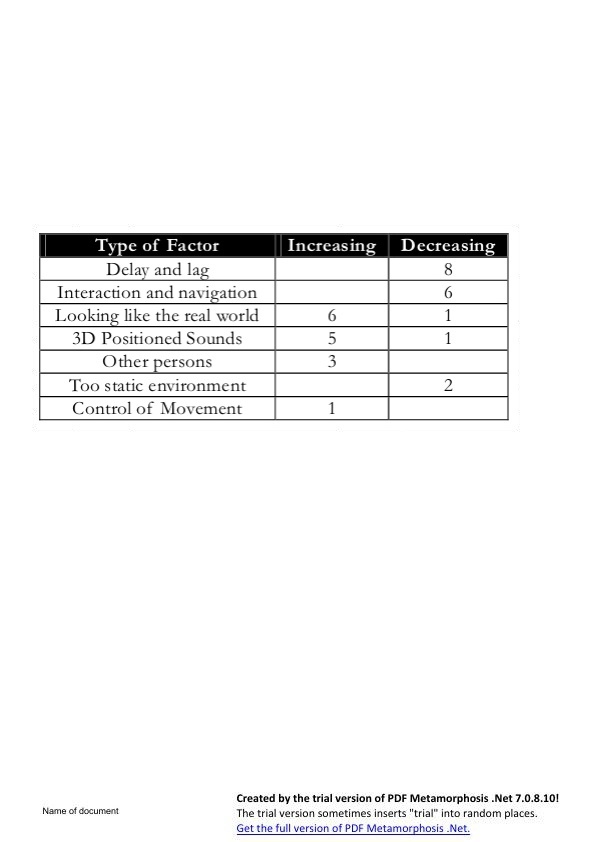 Type of Factor Increasing Decreasing
Delay and lag 8
Interaction and navigation 6
Looking like the real world 6 1
3D Positioned Sounds 5 1
Other persons 3
Too static environment 2
Control of Movement 1
Created by the trial version of PDF Metamorphosis .Net 7.0.8.10!
Name of document
The trial version sometimes inserts "trial" into random places.
Get the full version of PDF Metamorphosis .Net.